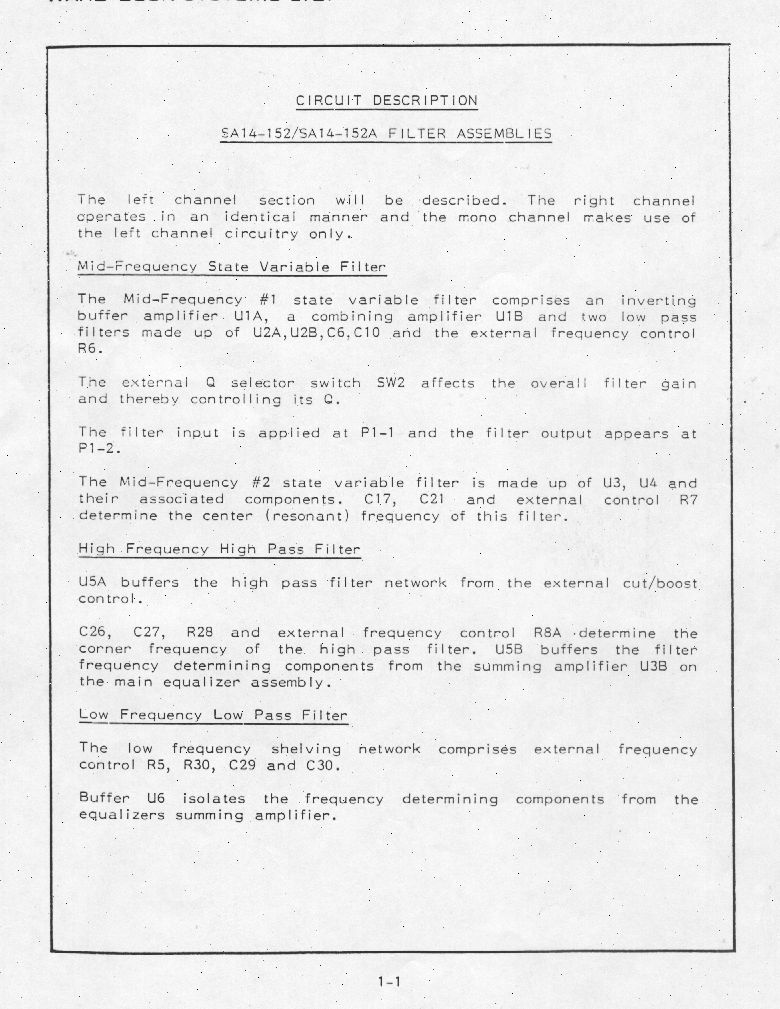 CIRCUIT DESCRIPTION
SA14-152/SA14-152A FILTER ASSEMBLIES
The left channel section will be described. The right channel
operates in an identical manner and the mono channel makes use of
the left channel circuitry only.
Mid-Frequency State Variable Filter
The Mid-Frequency #1 state variable filter comprises an inverting
buffer amplifier U1A, a combining amplifier U1B and two low pass
filters made up of U2A,U2B,C6,C10 and the external frequency control
R6.
The external Q selector switch SW2 affects the overall filter gain
and thereby controlling its Q.
The filter input is applied at P1-1 and the filter output appears at
P1-2.
The Mid-Frequency #2 state variable filter is made up of U3, U4 and
their associated components. C17, C21 and external control R7
determine the center (resonant) frequency of this filter.
High Frequency High Pass Filter
U5A buffers the high pass filter network from the external cut/boost
control.
C26, C27, R28 and external frequency control R8A determine the
corner frequency of the high pass filter. U5B buffers the filter
frequency determining components from the summing amplifier U3B on
the main equalizer assembly.
Low Frequency Low Pass Filter
The low frequency shelving network comprises external frequency
control R5, R30, C29 and C30.
Buffer U6 isolates the frequency determining components from the
equalizers summing amplifier.
1-1